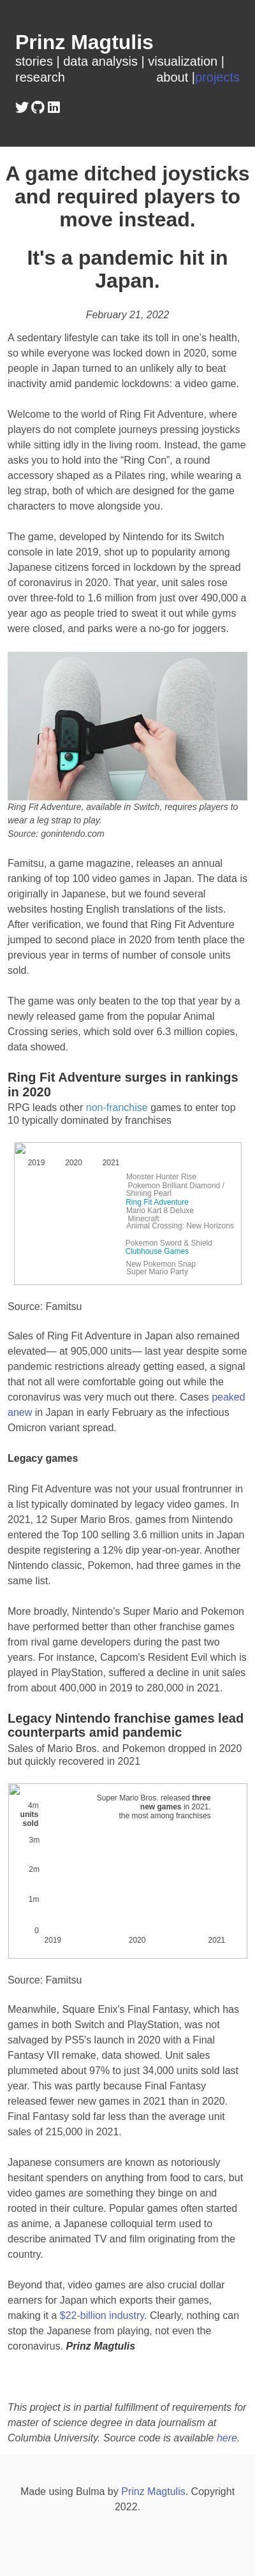 Prinz Magtulis
stories | data analysis | visualization |
research about |projects
A game ditched joysticks
and required players to
move instead.
It's a pandemic hit in
Japan.
February 21, 2022
A sedentary lifestyle can take its toll in one's health,
so while everyone was locked down in 2020, some
people in Japan turned to an unlikely ally to beat
inactivity amid pandemic lockdowns: a video game.
Welcome to the world of Ring Fit Adventure, where
players do not complete journeys pressing joysticks
while sitting idly in the living room. Instead, the game
asks you to hold into the “Ring Con”, a round
accessory shaped as a Pilates ring, while wearing a
leg strap, both of which are designed for the game
characters to move alongside you.
The game, developed by Nintendo for its Switch
console in late 2019, shot up to popularity among
Japanese citizens forced in lockdown by the spread
of coronavirus in 2020. That year, unit sales rose
over three-fold to 1.6 million from just over 490,000 a
year ago as people tried to sweat it out while gyms
were closed, and parks were a no-go for joggers.
Ring Fit Adventure, available in Switch, requires players to
wear a leg strap to play.
Source: gonintendo.com
Famitsu, a game magazine, releases an annual
ranking of top 100 video games in Japan. The data is
originally in Japanese, but we found several
websites hosting English translations of the lists.
After verification, we found that Ring Fit Adventure
jumped to second place in 2020 from tenth place the
previous year in terms of number of console units
sold.
The game was only beaten to the top that year by a
newly released game from the popular Animal
Crossing series, which sold over 6.3 million copies,
data showed.
Ring Fit Adventure surges in rankings
in 2020
RPG leads other non-franchise games to enter top
10 typically dominated by franchises
2019 2020 2021
Monster Hunter Rise
Pokemon Brilliant Diamond /
Shining Pearl
Ring Fit Adventure
Mario Kart 8 Deluxe
Minecraft
Animal Crossing: New Horizons
Pokemon Sword & Shield
Clubhouse Games
New Pokemon Snap
Super Mario Party
Source: Famitsu
Sales of Ring Fit Adventure in Japan also remained
elevated— at 905,000 units— last year despite some
pandemic restrictions already getting eased, a signal
that not all were comfortable going out while the
coronavirus was very much out there. Cases peaked
anew in Japan in early February as the infectious
Omicron variant spread.
Legacy games
Ring Fit Adventure was not your usual frontrunner in
a list typically dominated by legacy video games. In
2021, 12 Super Mario Bros. games from Nintendo
entered the Top 100 selling 3.6 million units in Japan
despite registering a 12% dip year-on-year. Another
Nintendo classic, Pokemon, had three games in the
same list.
More broadly, Nintendo's Super Mario and Pokemon
have performed better than other franchise games
from rival game developers during the past two
years. For instance, Capcom's Resident Evil which is
played in PlayStation, suffered a decline in unit sales
from about 400,000 in 2019 to 280,000 in 2021.
Legacy Nintendo franchise games lead
counterparts amid pandemic
Sales of Mario Bros. and Pokemon dropped in 2020
but quickly recovered in 2021
4m
units
sold
Super Mario Bros. released three
new games in 2021,
the most among franchises
3m
2m
1m
0
2019 2020 2021
Source: Famitsu
Meanwhile, Square Enix's Final Fantasy, which has
games in both Switch and PlayStation, was not
salvaged by PS5's launch in 2020 with a Final
Fantasy VII remake, data showed. Unit sales
plummeted about 97% to just 34,000 units sold last
year. This was partly because Final Fantasy
released fewer new games in 2021 than in 2020.
Final Fantasy sold far less than the average unit
sales of 215,000 in 2021.
Japanese consumers are known as notoriously
hesitant spenders on anything from food to cars, but
video games are something they binge on and
rooted in their culture. Popular games often started
as anime, a Japanese colloquial term used to
describe animated TV and film originating from the
country.
Beyond that, video games are also crucial dollar
earners for Japan which exports their games,
making it a $22-billion industry. Clearly, nothing can
stop the Japanese from playing, not even the
coronavirus. Prinz Magtulis
This project is in partial fulfillment of requirements for
master of science degree in data journalism at
Columbia University. Source code is available here.
Made using Bulma by Prinz Magtulis. Copyright
2022.